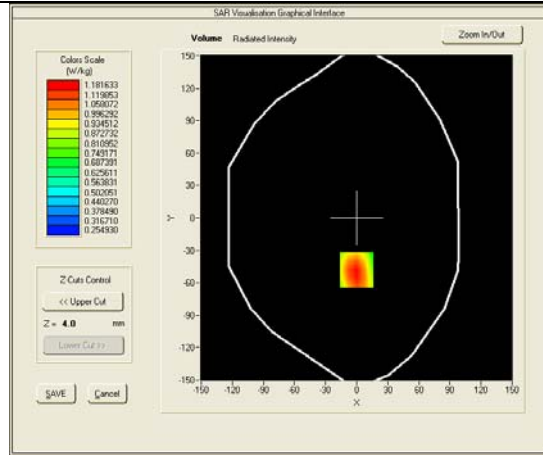 SAR Visualisation Graphical Interface
Volume Radiated Intensity
Zoom In/Out
Colors Scale
(W/kg)
1.181633
1.119853
1.058072
0.996292
0.934512
0.872732
0.810952
0.749171
0.687391
0.625611
0.563831
0.502051
0.440270
0.378490
0.316710
0.254930
Z-Cuts Control
<< Upper Cut
Z = 4.0 mm
Lower Cut >>
SAVE Cancel
150
120
90
60
30
0
-30
-60
-90
-120
-150
Y
-150 -120 -90 -60 -30 0 30 60 90 120 150
X